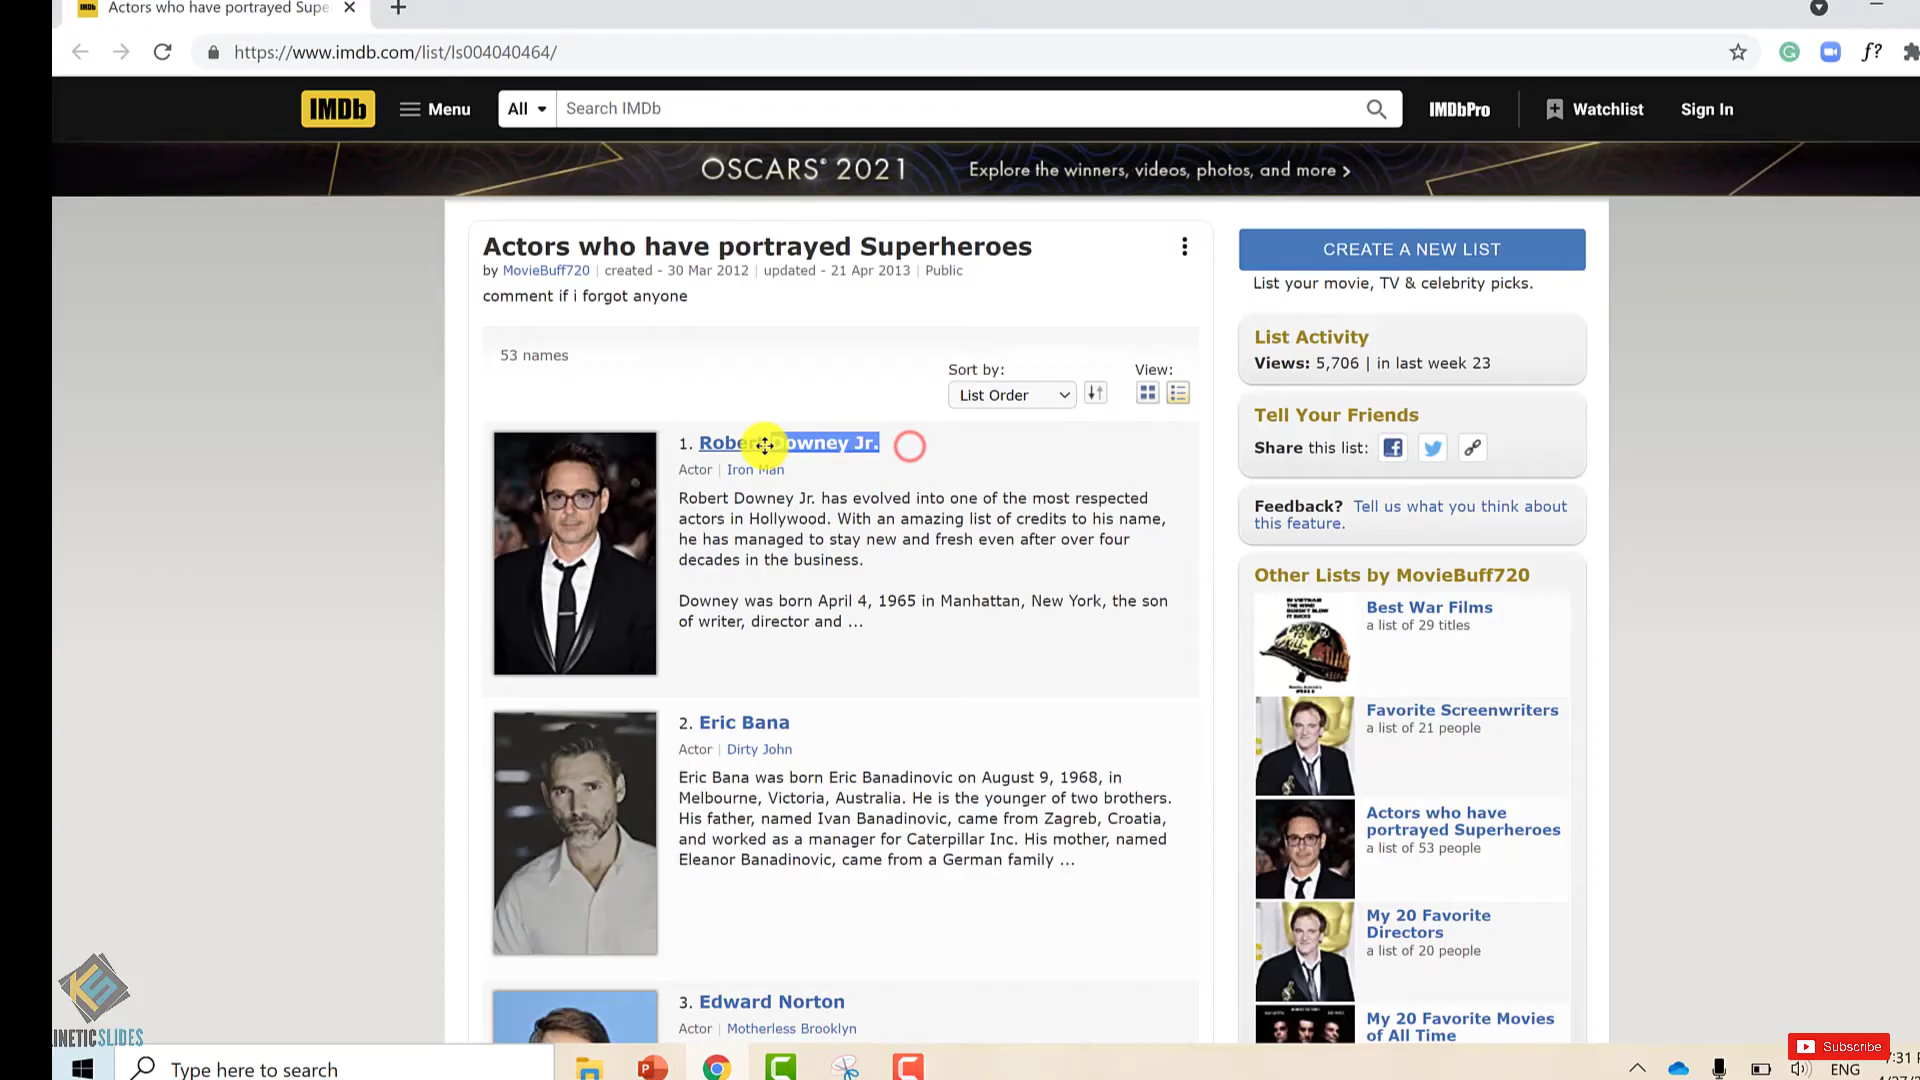 Actors who have portrayed Supe
https://www.imdb.com/list/ls004040464/
f?
IMDb
Menu
All
Search IMDb
IMDbPro
Watchlist
Sign In
OSCARS® 2021
Explore the winners, videos, photos, and more
Actors who have portrayed Superheroes
by MovieBuff720 | created - 30 Mar 2012 | updated - 21 Apr 2013 | Public
comment if i forgot anyone
53 names
Sort by:
List Order
View:
1. Robert Downey Jr.
Actor | Iron Man
Robert Downey Jr. has evolved into one of the most respected
actors in Hollywood. With an amazing list of credits to his name,
he has managed to stay new and fresh even after over four
decades in the business.
Downey was born April 4, 1965 in Manhattan, New York, the son
of writer, director and ...
2. Eric Bana
Actor | Dirty John
Eric Bana was born Eric Banadinovic on August 9, 1968, in
Melbourne, Victoria, Australia. He is the younger of two brothers.
His father, named Ivan Banadinovic, came from Zagreb, Croatia,
and worked as a manager for Caterpillar Inc. His mother, named
Eleanor Banadinovic, came from a German family ...
3. Edward Norton
Actor | Motherless Brooklyn
CREATE A NEW LIST
List your movie, TV & celebrity picks.
List Activity
Views: 5,706 | in last week 23
Tell Your Friends
Share this list:
Feedback? Tell us what you think about
this feature.
Other Lists by MovieBuff720
Best War Films
a list of 29 titles
Favorite Screenwriters
a list of 21 people
Actors who have
portrayed Superheroes
a list of 53 people
My 20 Favorite
Directors
a list of 20 people
My 20 Favorite Movies
of All Time
KS
INETICSLIDES
Subscribe
Type here to search
ENG
7:31